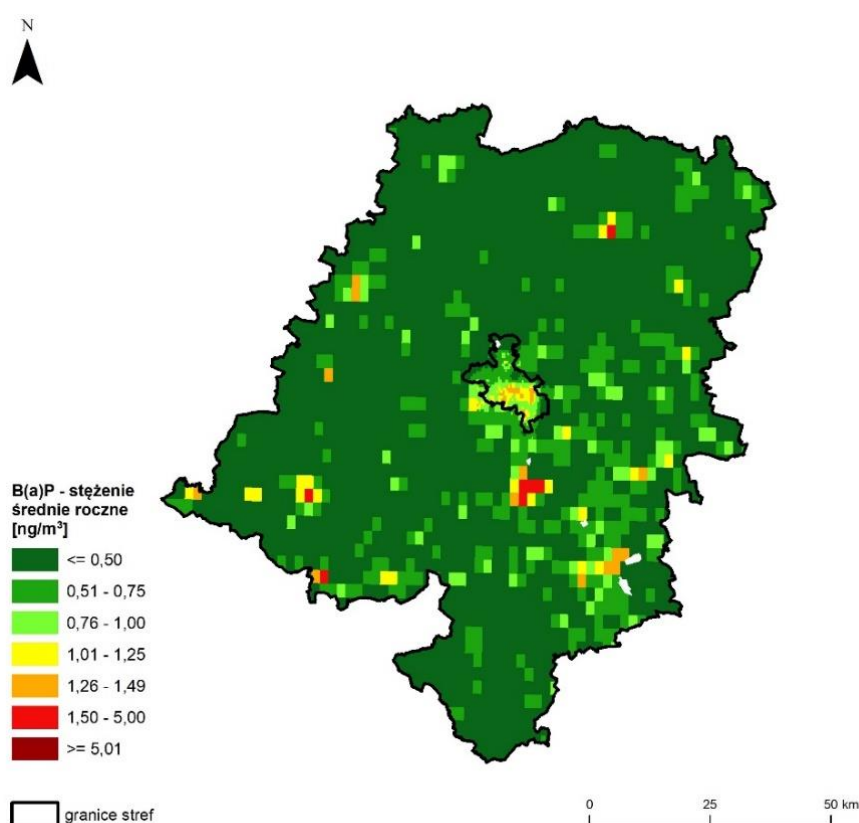 N
B(a)P - stężenie
średnie roczne
[ng/m³]
<= 0,50
0,51 - 0,75
0,76 - 1,00
1,01 - 1,25
1,26 - 1,49
1,50 - 5,00
>= 5,01
granice stref
0 25 50 km